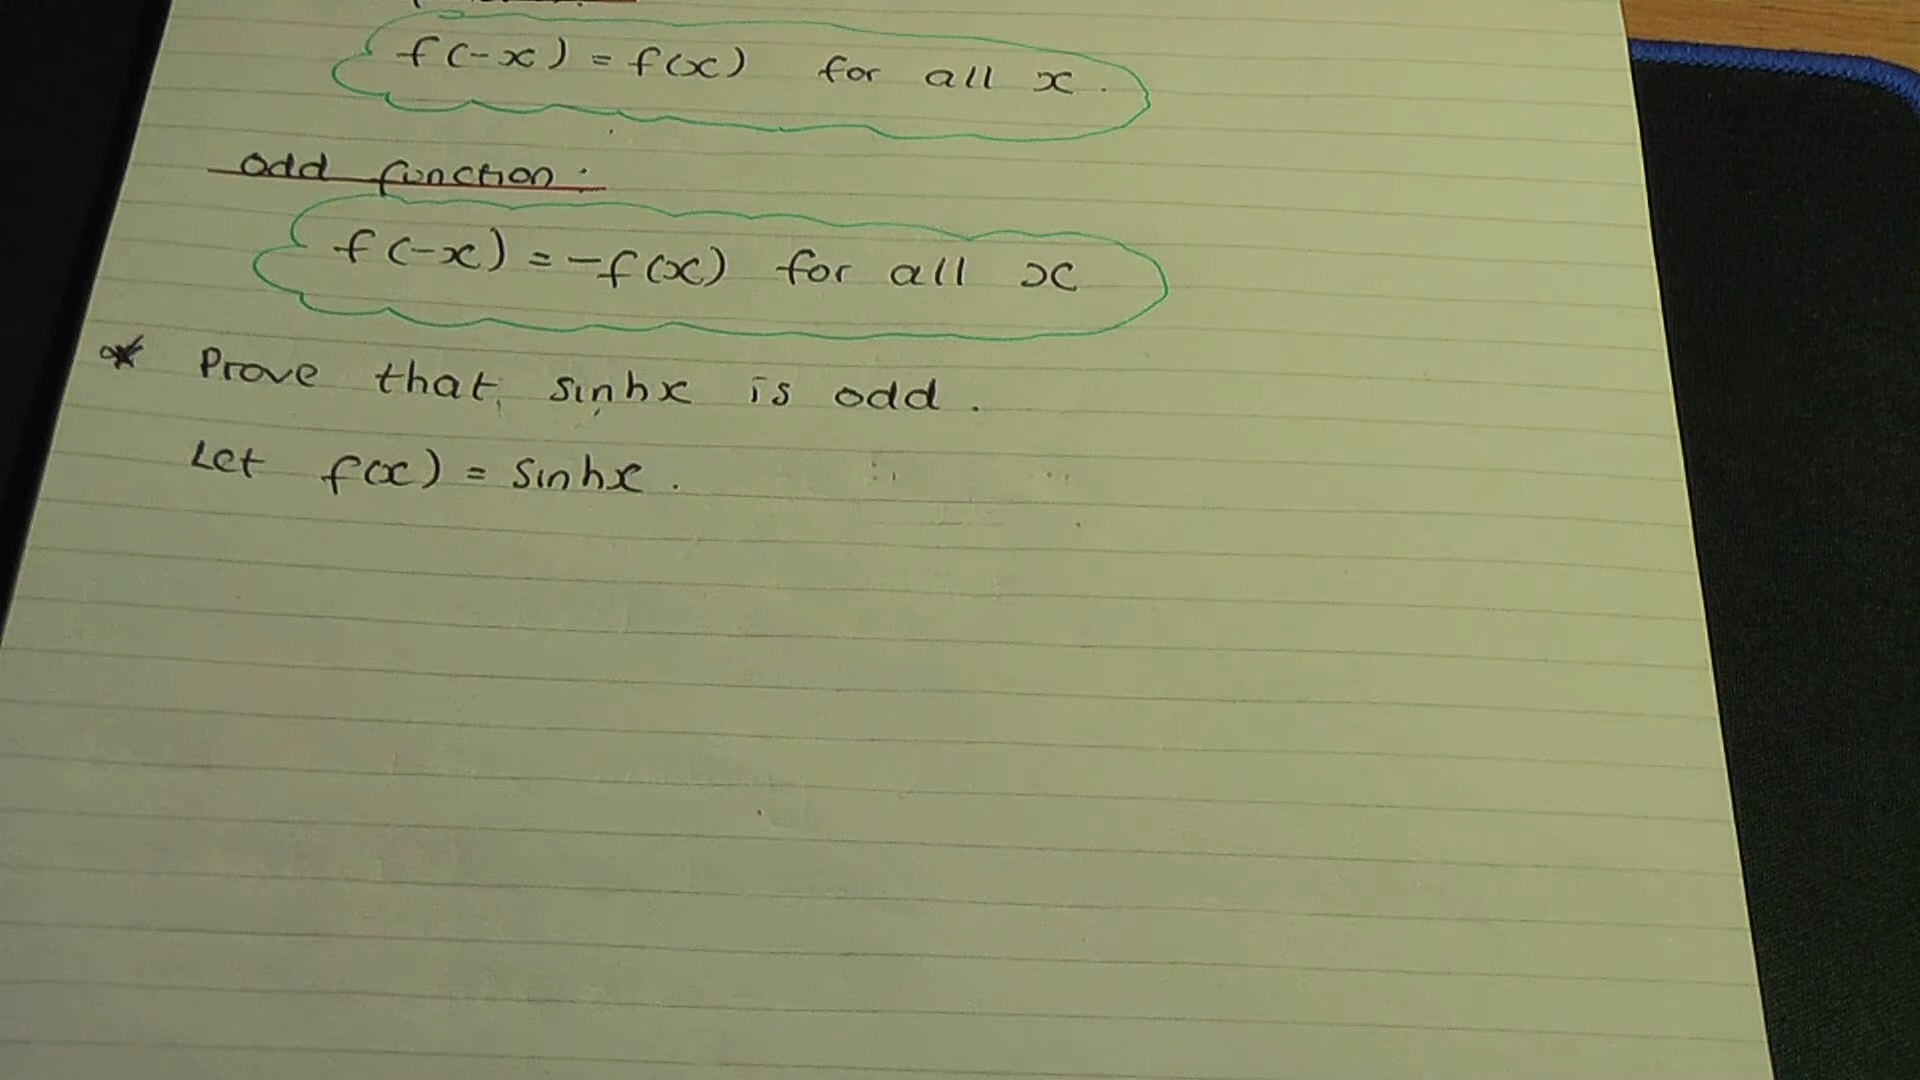 f(-x) = f(x) for all x.
odd function:
f(-x) = -f(x) for all x
* Prove that sinhx is odd.
Let f(x) = sinhx.